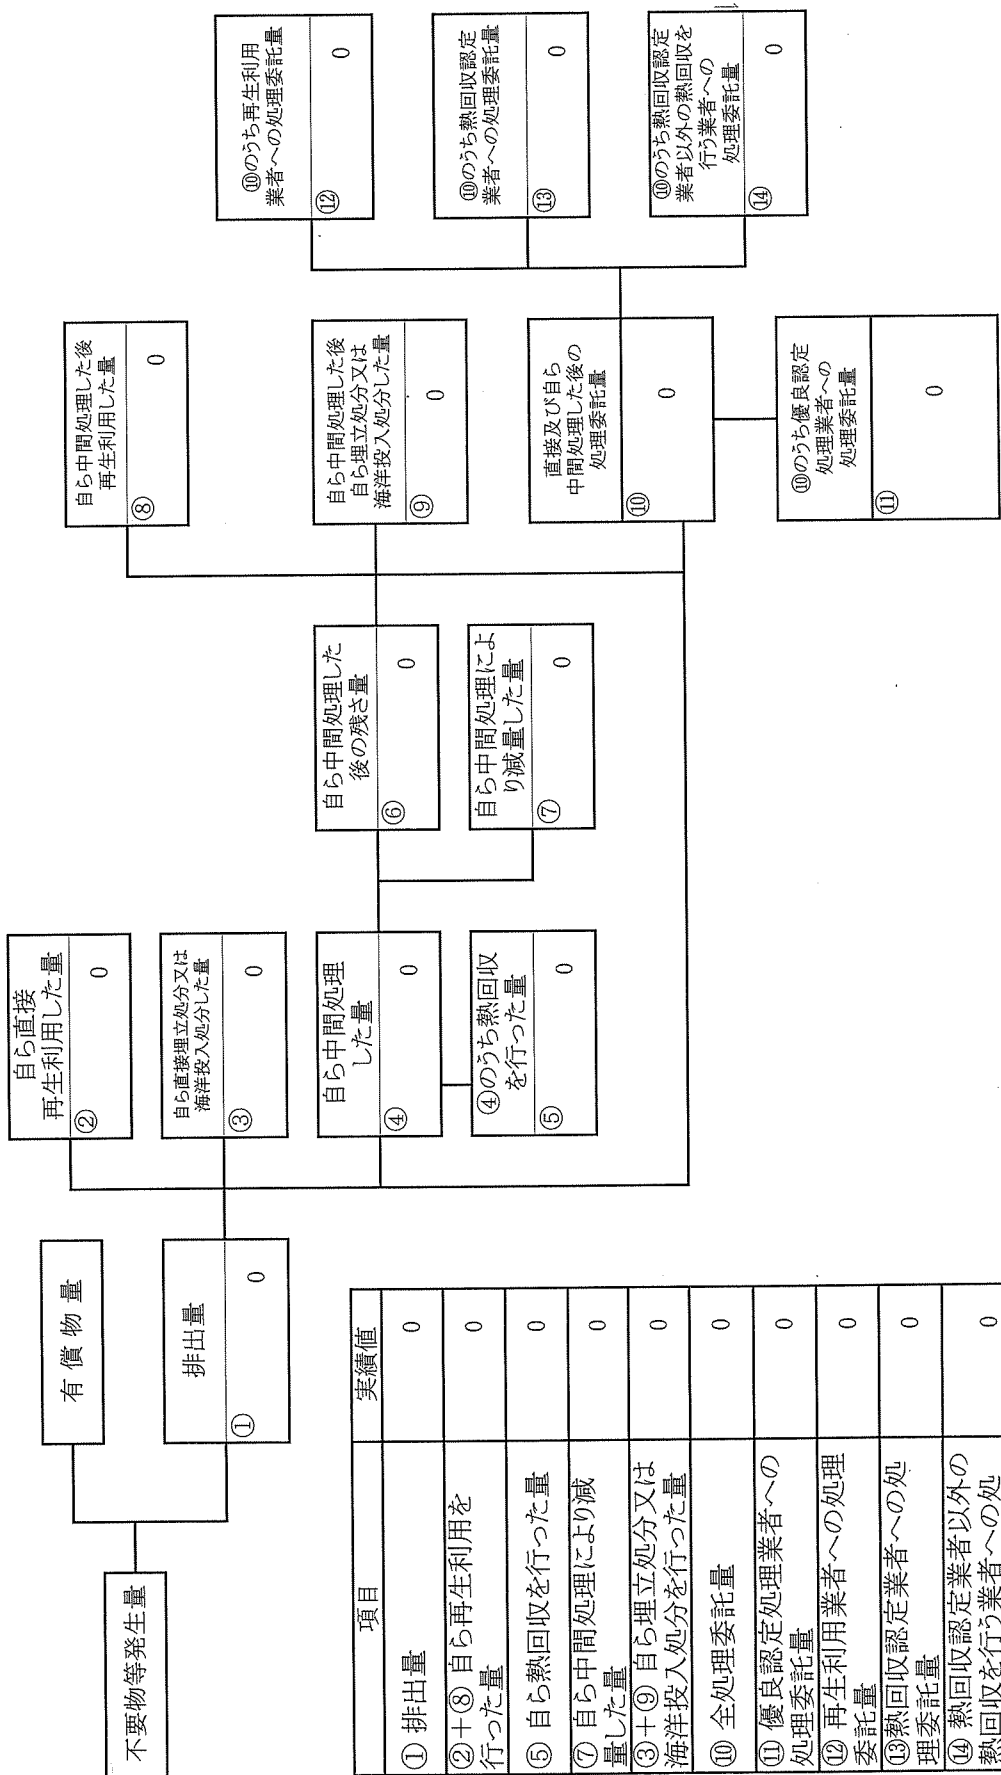 不要物等発生量
有償物量
排出量
①
0
自ら直接
再生利用した量
②
0
自ら直接埋立処分又は
海洋投入処分した量
③
0
自ら中間処理
した量
④
0
④のうち熱回収
を行った量
⑤
0
自ら中間処理した
後の残さ量
⑥
0
自ら中間処理によ
り減量した量
⑦
0
自ら中間処理した後
再生利用した量
⑧
0
自ら中間処理した後
自ら埋立処分又は
海洋投入処分した量
⑨
0
直接及び自ら
中間処理した後の
処理委託量
⑩
0
⑩のうち優良認定
処理業者への
処理委託量
⑪
0
⑩のうち再生利用
業者への処理委託量
⑫
0
⑩のうち熱回収認定
業者への処理委託量
⑬
0
⑩のうち熱回収認定
業者以外の熱回収を
行う業者への
処理委託量
⑭
0
項目 実績値
① 排出量 0
②＋⑧ 自ら再生利用を
行った量 0
⑤ 自ら熱回収を行った量 0
⑦ 自ら中間処理により減
量した量 0
③＋⑨ 自ら埋立処分又は
海洋投入処分を行った量 0
⑩ 全処理委託量 0
⑪ 優良認定処理業者への
処理委託量 0
⑫ 再生利用業者への処理
委託量 0
⑬熱回収認定業者への処
理委託量 0
⑭ 熱回収認定業者以外の
熱回収を行う業者への処 0